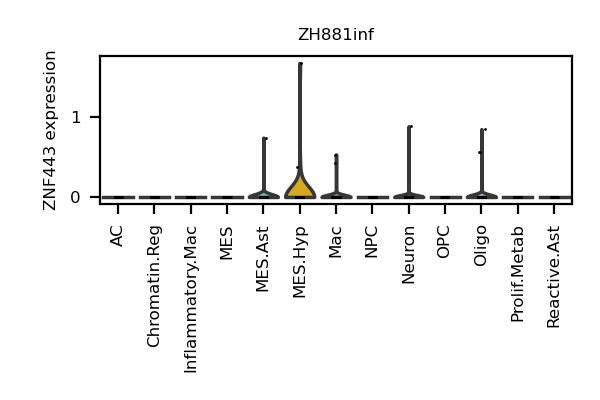 ZH881inf
ZNF443 expression
1
0
AC
Chromatin.Reg
Inflammatory.Mac
MES
MES.Ast
MES.Hyp
Mac
NPC
Neuron
OPC
Oligo
Prolif.Metab
Reactive.Ast